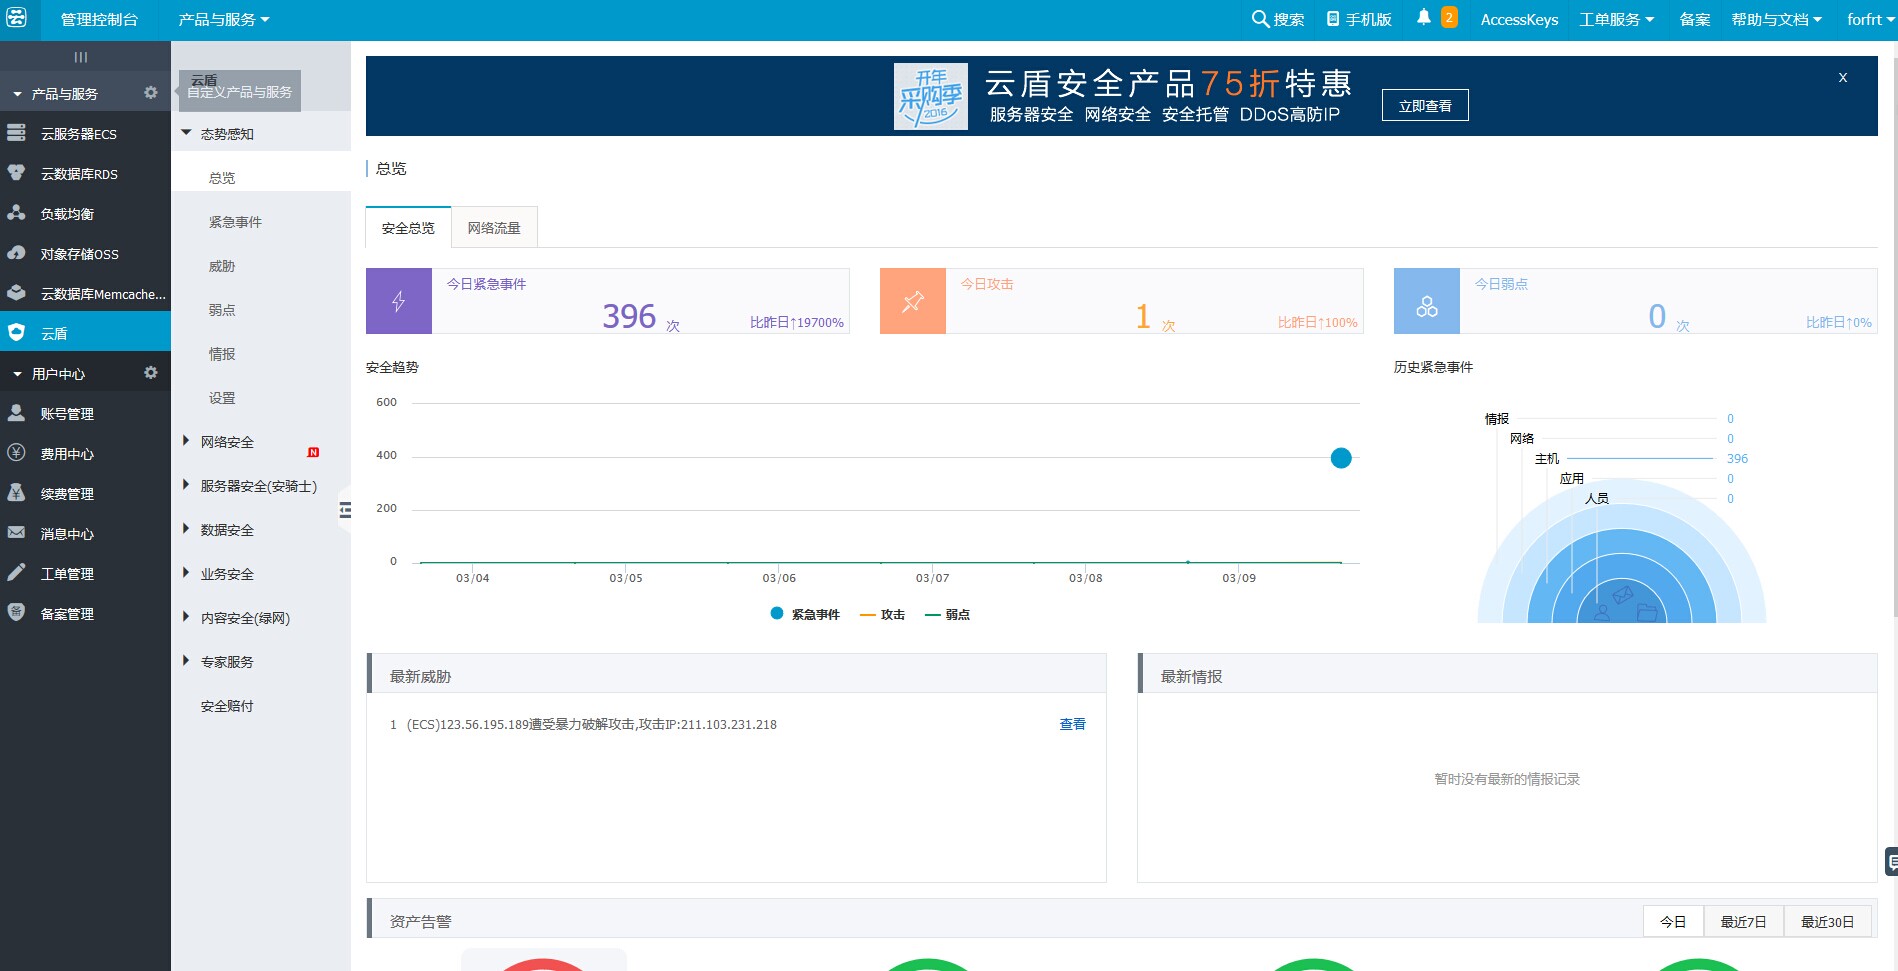 管理控制台 产品与服务 搜索 手机版 2 AccessKeys 工单服务 备案 帮助与文档 forfrt
产品与服务
云服务器ECS
云数据库RDS
负载均衡
对象存储OSS
云数据库Memcache...
云盾
用户中心
账号管理
费用中心
续费管理
消息中心
工单管理
备案管理
云盾
自定义产品与服务
态势感知
总览
紧急事件
威胁
弱点
情报
设置
网络安全
N
服务器安全(安骑士)
数据安全
业务安全
内容安全(绿网)
专家服务
安全赔付
开年
采购季
2016
云盾安全产品75折特惠
服务器安全 网络安全 安全托管 DDoS高防IP
立即查看
X
总览
安全总览 网络流量
今日紧急事件
396 次 比昨日↑19700%
今日攻击
1 次 比昨日↑100%
今日弱点
0 次 比昨日↑0%
安全趋势
600
400
200
0
03/04 03/05 03/06 03/07 03/08 03/09
紧急事件 攻击 弱点
历史紧急事件
情报 0
网络 0
主机 396
应用 0
人员 0
最新威胁
1 (ECS)123.56.195.189遭受暴力破解攻击,攻击IP:211.103.231.218 查看
最新情报
暂时没有最新的情报记录
资产告警
今日 最近7日 最近30日